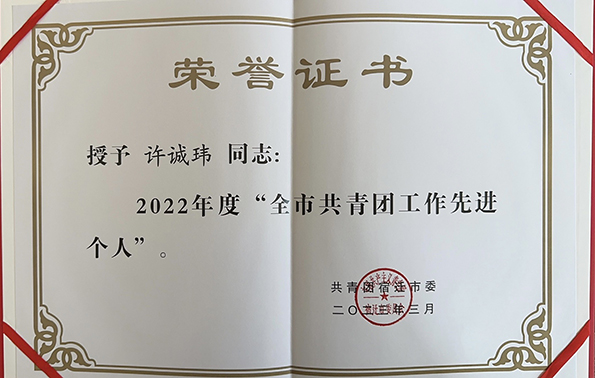 荣誉证书
授予 许诚玮 同志：
2022年度“全市共青团工作先进
个人”。
共青团宿迁市委
二〇二三年三月